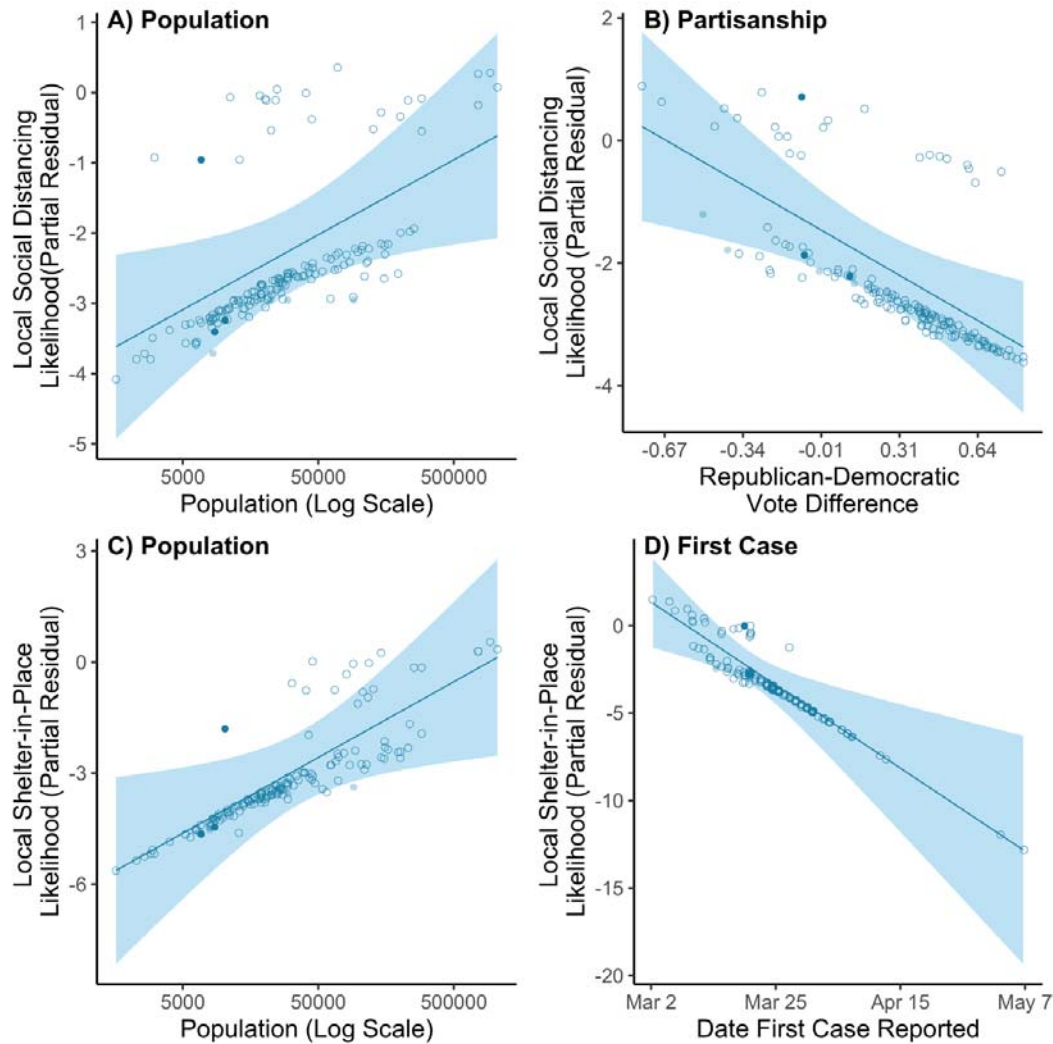 A) Population
Local Social Distancing
Likelihood(Partial Residual)
1
0
-1
-2
-3
-4
-5
5000
50000
500000
Population (Log Scale)
B) Partisanship
Local Social Distancing
Likelihood (Partial Residual)
2
0
-2
-4
-0.67
-0.34
-0.01
0.31
0.64
Republican-Democratic
Vote Difference
C) Population
Local Shelter-in-Place
Likelihood (Partial Residual)
3
0
-3
-6
5000
50000
500000
Population (Log Scale)
D) First Case
Local Shelter-in-Place
Likelihood (Partial Residual)
0
-5
-10
-15
-20
Mar 2
Mar 25
Apr 15
May 7
Date First Case Reported